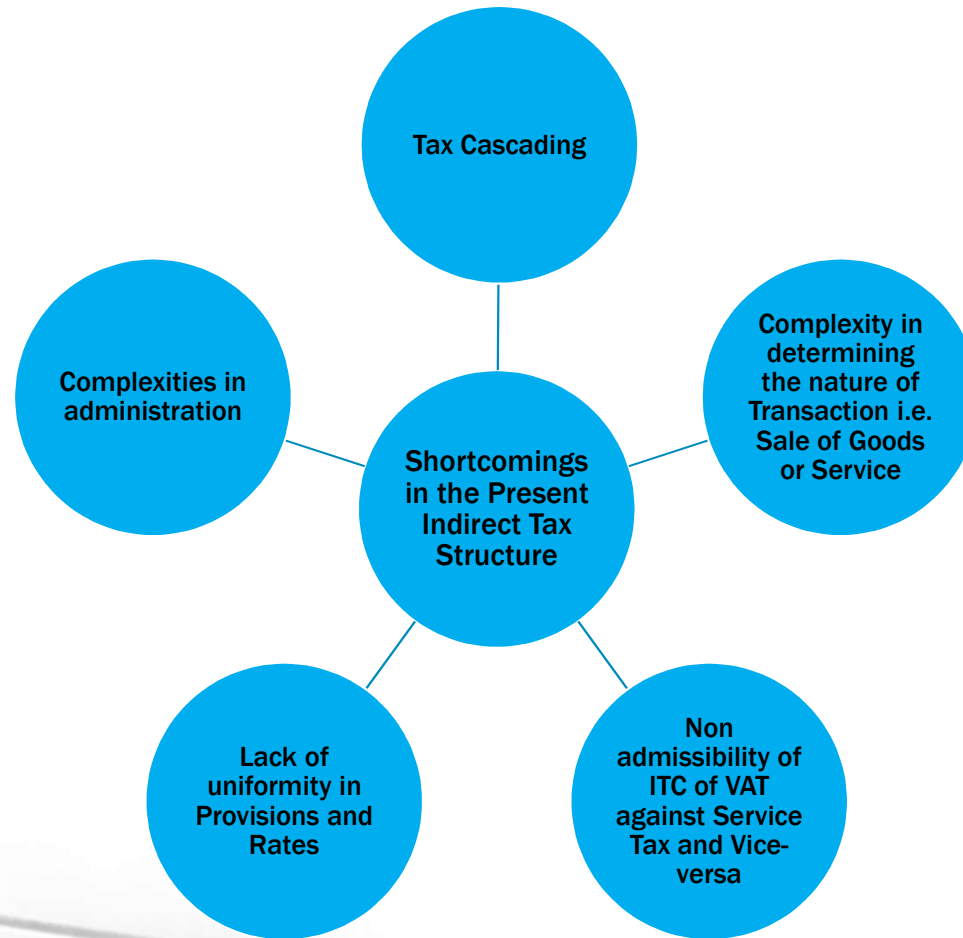 Tax Cascading
Complexity in
determining
the nature of
Transaction i.e.
Sale of Goods
or Service
Complexities in
administration
Shortcomings
in the Present
Indirect Tax
Structure
Lack of
uniformity in
Provisions and
Rates
Non
admissibility of
ITC of VAT
against Service
Tax and Vice-
versa